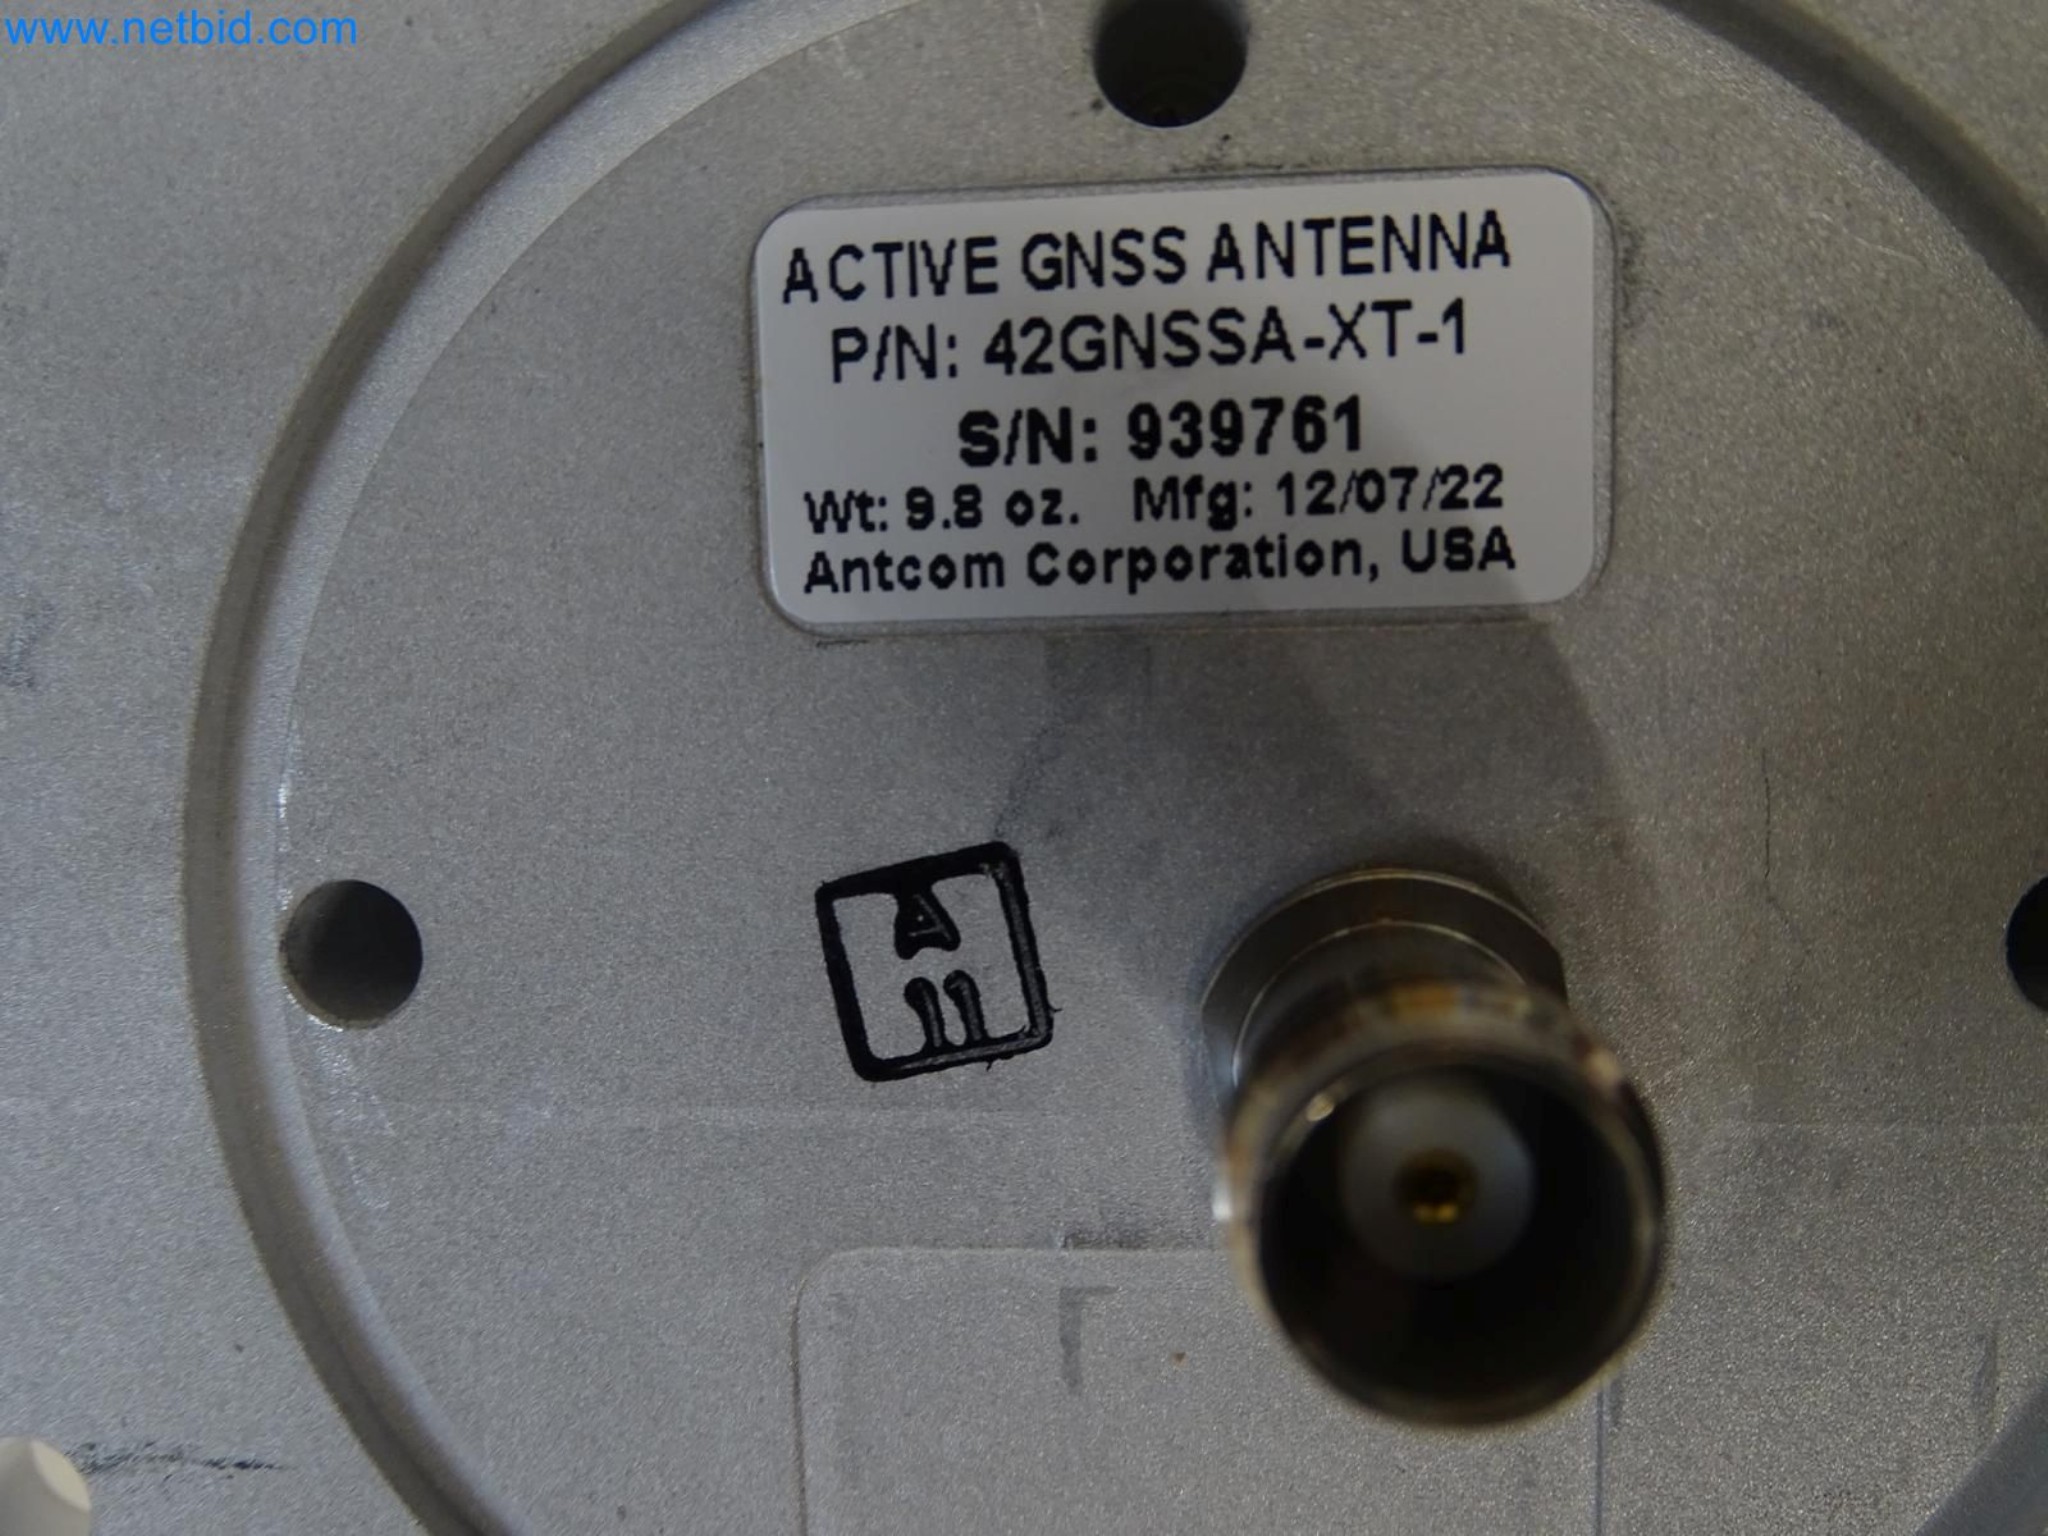 www.netbid.com
ACTIVE GNSS ANTENNA
P/N: 42GNSSA-XT-1
S/N: 939761
Wt: 9.8 oz. Mfg: 12/07/22
Antcom Corporation, USA
A
11